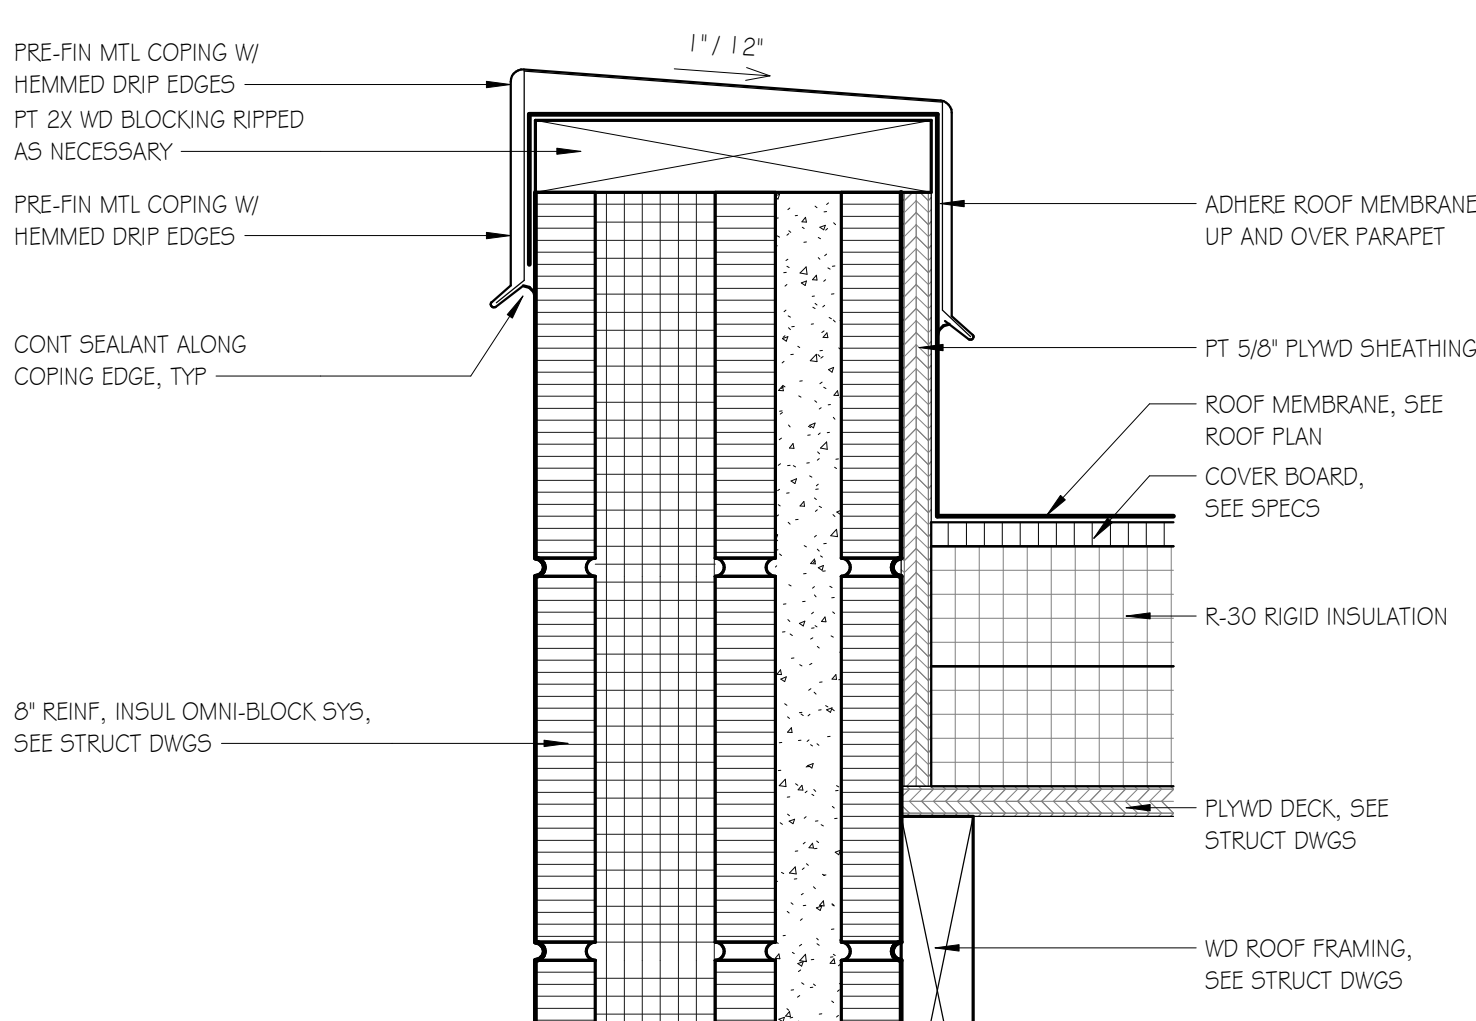 1"/12"
PRE-FIN MTL COPING W/
HEMMED DRIP EDGES
PT 2X WD BLOCKING RIPPED
AS NECESSARY
PRE-FIN MTL COPING W/
HEMMED DRIP EDGES
CONT SEALANT ALONG
COPING EDGE, TYP
8" REINF, INSUL OMNI-BLOCK SYS,
SEE STRUCT DWGS
ADHERE ROOF MEMBRANE
UP AND OVER PARAPET
PT 5/8" PLYWD SHEATHING
ROOF MEMBRANE, SEE
ROOF PLAN
COVER BOARD,
SEE SPECS
R-30 RIGID INSULATION
PLYWD DECK, SEE
STRUCT DWGS
WD ROOF FRAMING,
SEE STRUCT DWGS